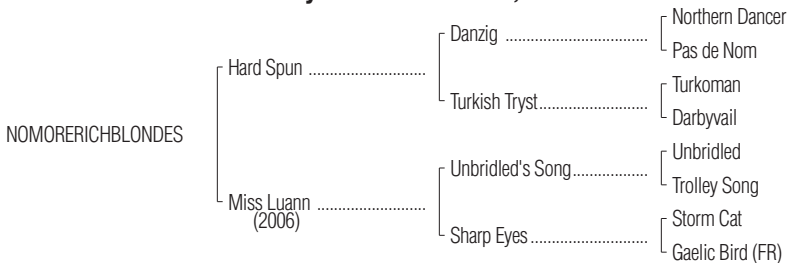 Northern Dancer
Danzig ..............................................
Pas de Nom
Hard Spun ............................
Turkoman
Turkish Tryst...................................
Darbyvail
NOMORERICHBLONDES
Unbridled
Unbridled's Song........................
Trolley Song
Miss Luann ..........................
(2006)
Storm Cat
Sharp Eyes.....................................
Gaelic Bird (FR)